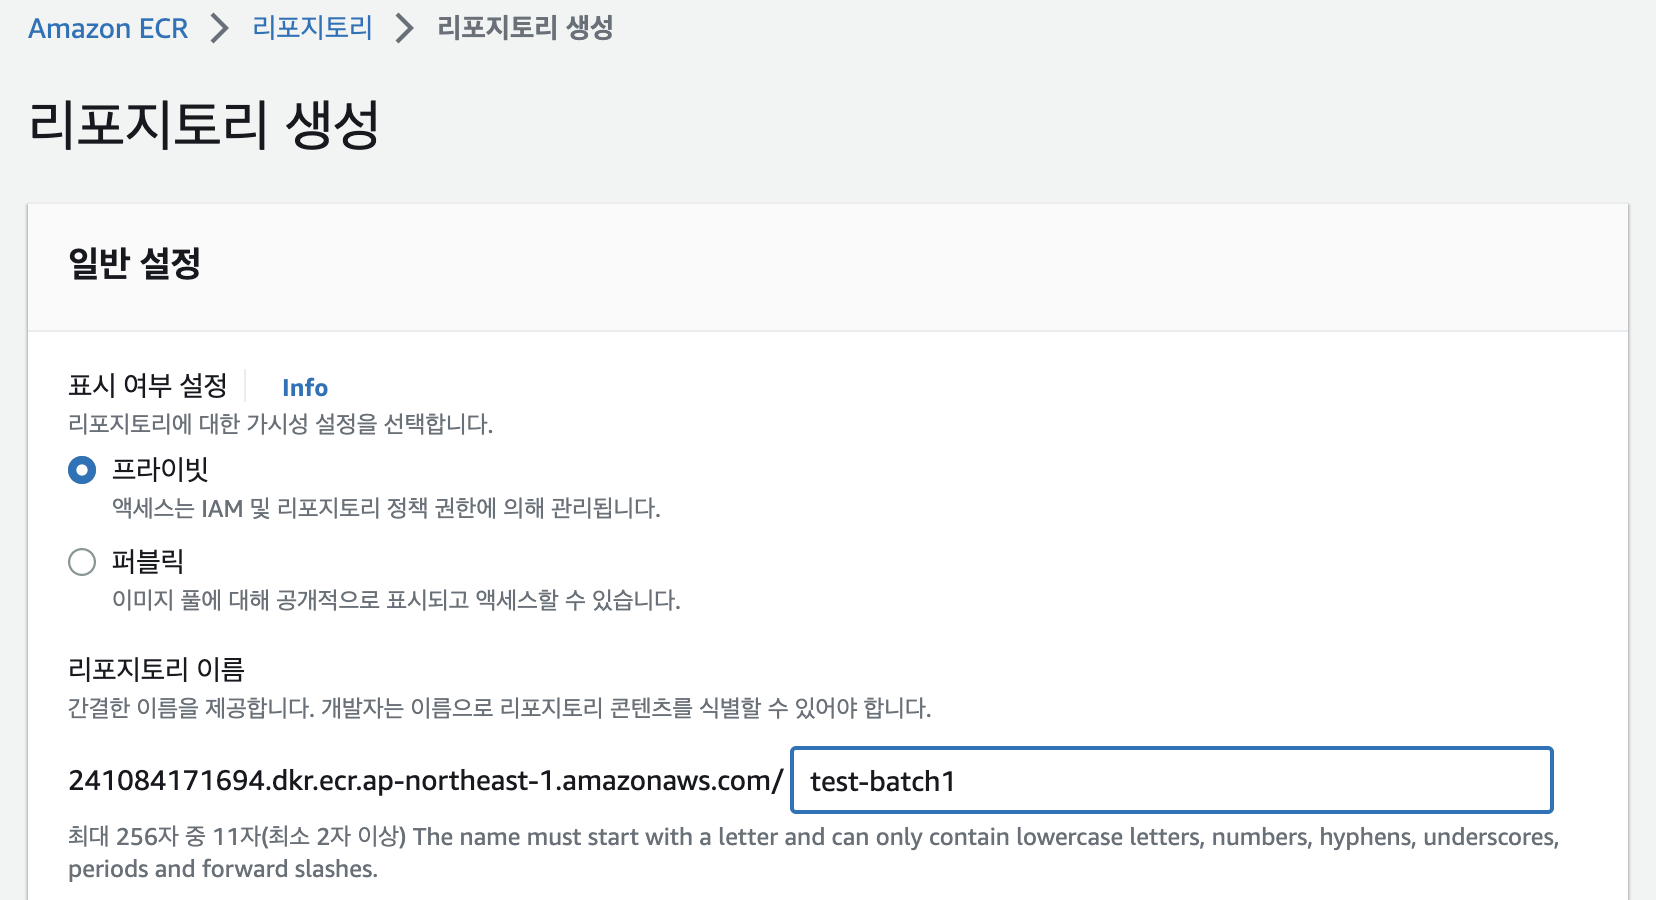 Amazon ECR > 리포지토리 > 리포지토리 생성
리포지토리 생성
일반 설정
표시 여부 설정 Info
리포지토리에 대한 가시성 설정을 선택합니다.
프라이빗
액세스는 IAM 및 리포지토리 정책 권한에 의해 관리됩니다.
퍼블릭
이미지 풀에 대해 공개적으로 표시되고 액세스할 수 있습니다.
리포지토리 이름
간결한 이름을 제공합니다. 개발자는 이름으로 리포지토리 콘텐츠를 식별할 수 있어야 합니다.
241084171694.dkr.ecr.ap-northeast-1.amazonaws.com/ test-batch1
최대 256자 중 11자(최소 2자 이상) The name must start with a letter and can only contain lowercase letters, numbers, hyphens, underscores,
periods and forward slashes.